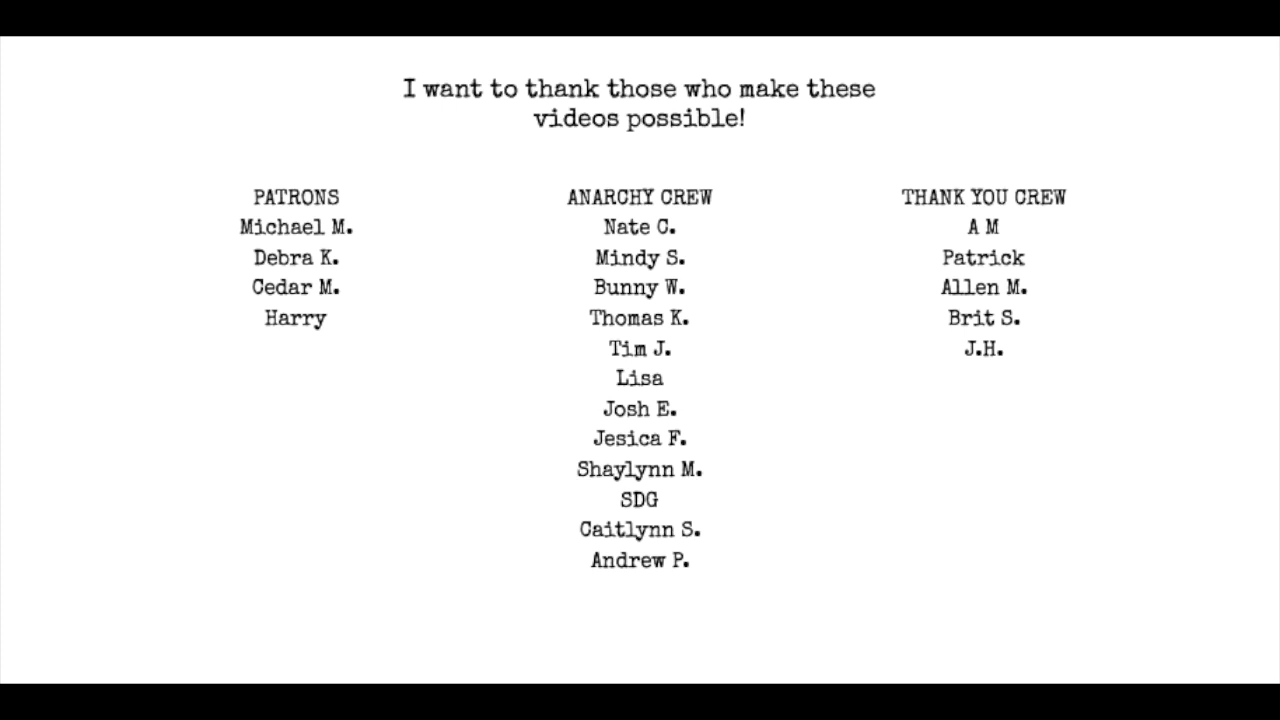 I want to thank those who make these
videos possible!
PATRONS
Michael M.
Debra K.
Cedar M.
Harry
ANARCHY CREW
Nate C.
Mindy S.
Bunny W.
Thomas K.
Tim J.
Lisa
Josh E.
Jesica F.
Shaylynn M.
SDG
Caitlynn S.
Andrew P.
THANK YOU CREW
A M
Patrick
Allen M.
Brit S.
J.H.